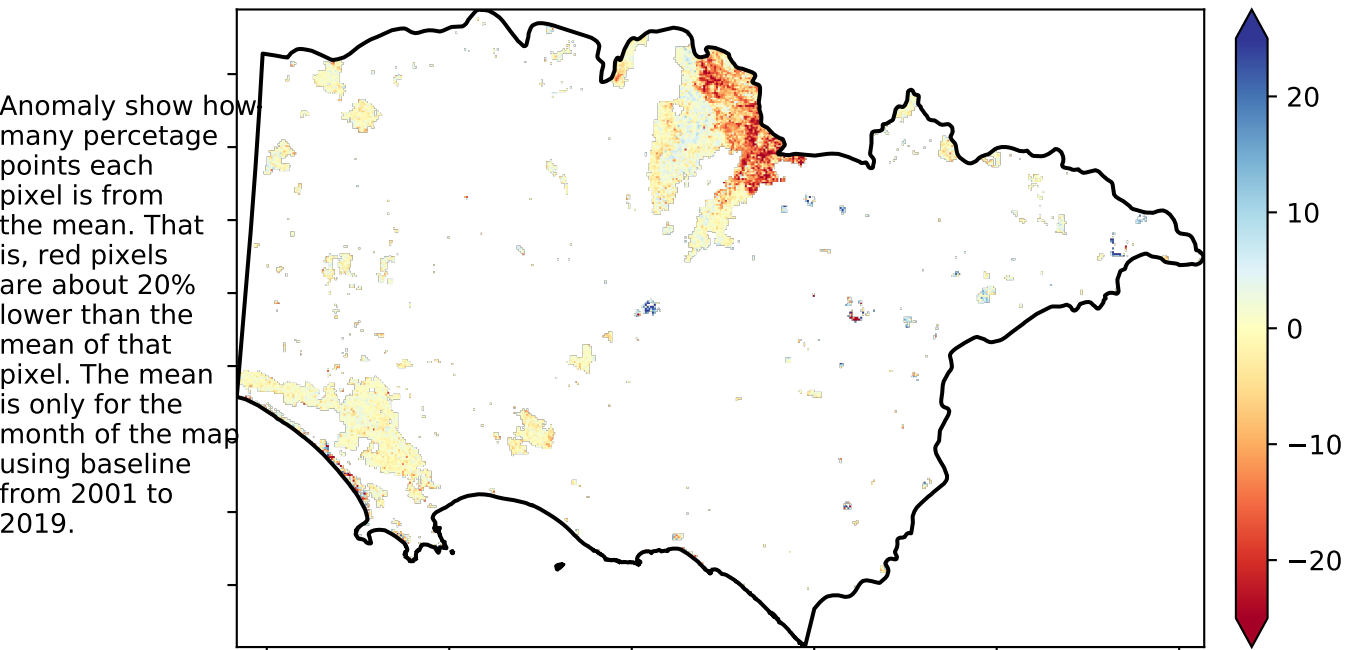 Anomaly show how
many percetage
points each
pixel is from
the mean. That
is, red pixels
are about 20%
lower than the
mean of that
pixel. The mean
is only for the
month of the map
using baseline
from 2001 to
2019.
20
10
0
−10
−20